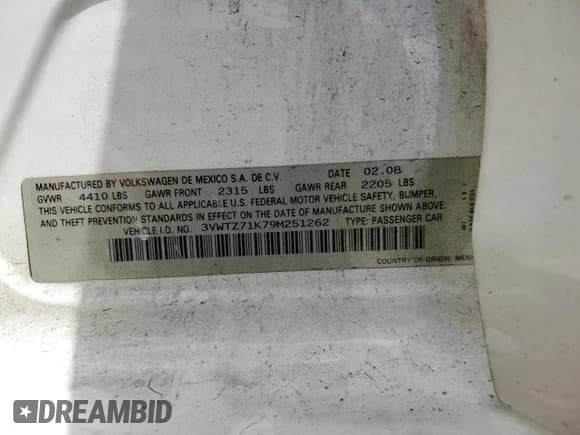 MANUFACTURED BY VOLKSWAGEN DE MEXICO S.A. DE C.V. DATE 02.08
GVWR 4410 LBS GAWR FRONT 2315 LBS GAWR REAR 2205 LBS
THIS VEHICLE CONFORMS TO ALL APPLICABLE U.S. FEDERAL MOTOR VEHICLE SAFETY, BUMPER,
AND THEFT PREVENTION STANDARDS IN EFFECT ON THE DATE OF MANUFACTURE SHOWN ABOVE.
VEHICLE I.D. NO. 3VWTZ71K79M251262 TYPE: PASSENGER CAR
COUNTRY OF ORIGIN: MEXI
DREAMBID